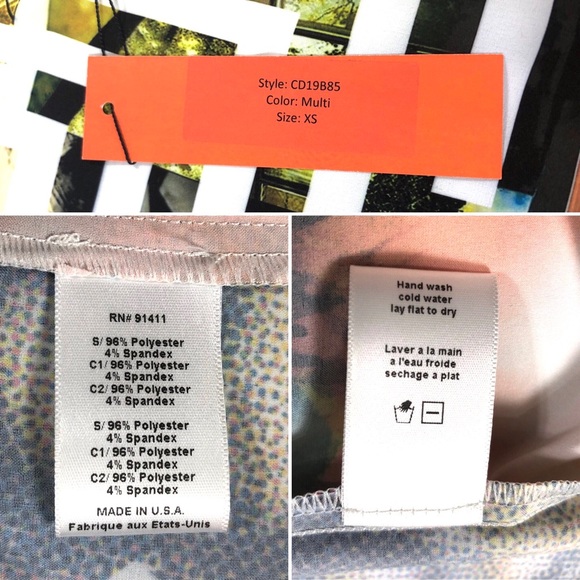 Style: CD19B85
Color: Multi
Size: XS
RN# 91411
S/ 96% Polyester
4% Spandex
C1/ 96% Polyester
4% Spandex
C2/ 96% Polyester
4% Spandex
S/ 96% Polyester
4% Spandex
C1/ 96% Polyester
4% Spandex
C2/ 96% Polyester
4% Spandex
MADE IN U.S.A.
Fabrique aux Etats-Unis
Hand wash
cold water
lay flat to dry
Laver a la main
a l'eau froide
sechage a plat